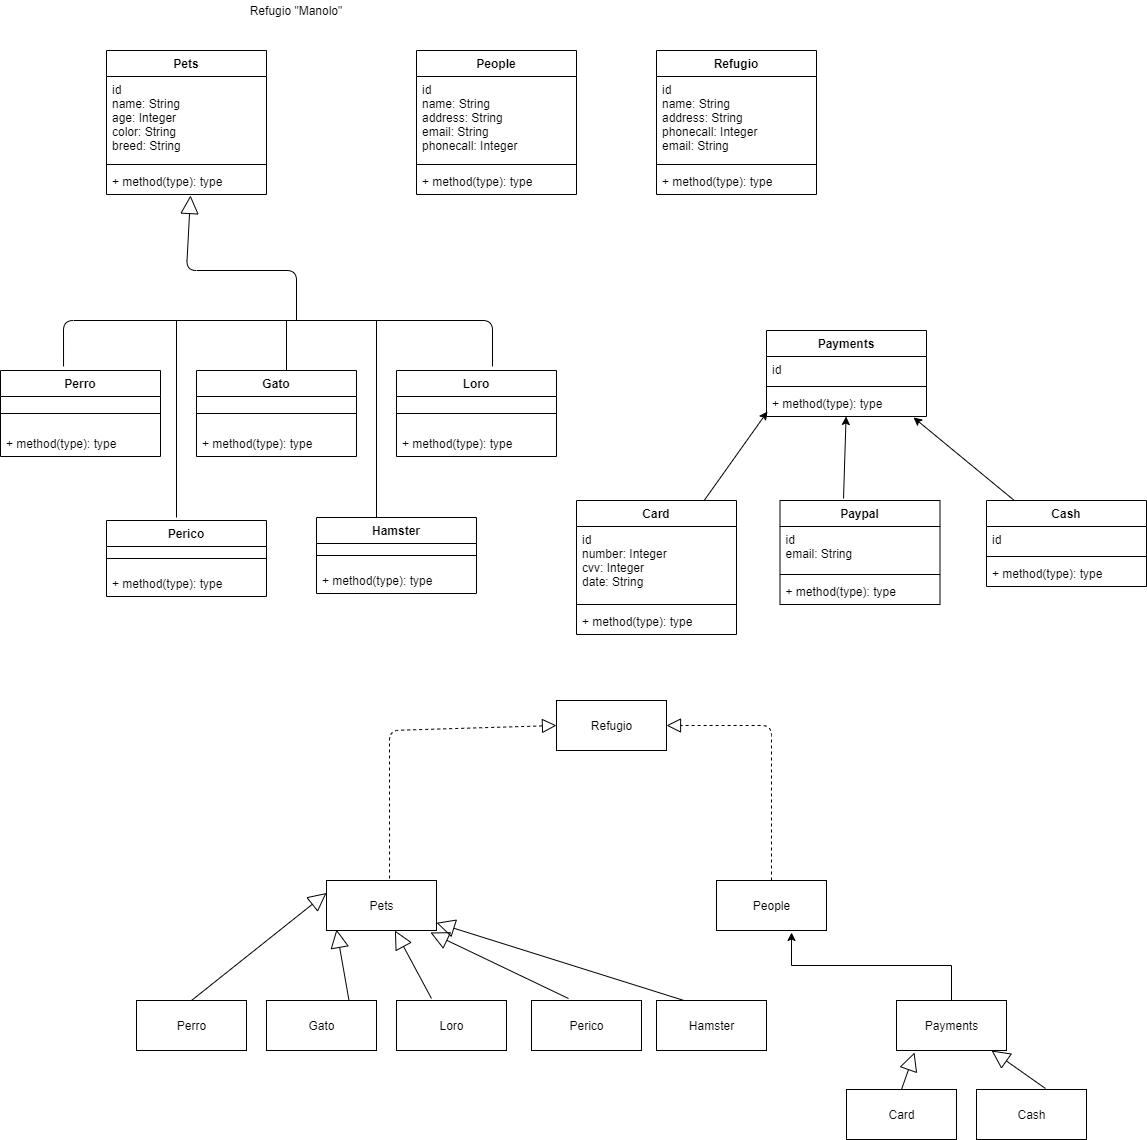 Refugio "Manolo"
Pets
id
name: String
age: Integer
color: String
breed: String
+ method(type): type
People
id
name: String
address: String
email: String
phonecall: Integer
+ method(type): type
Refugio
id
name: String
address: String
phonecall: Integer
email: String
+ method(type): type
Perro
+ method(type): type
Gato
+ method(type): type
Loro
+ method(type): type
Perico
+ method(type): type
Hamster
+ method(type): type
Payments
id
+ method(type): type
Card
id
number: Integer
cvv: Integer
date: String
+ method(type): type
Paypal
id
email: String
+ method(type): type
Cash
id
+ method(type): type
Refugio
Pets
People
Perro
Gato
Loro
Perico
Hamster
Payments
Card
Cash